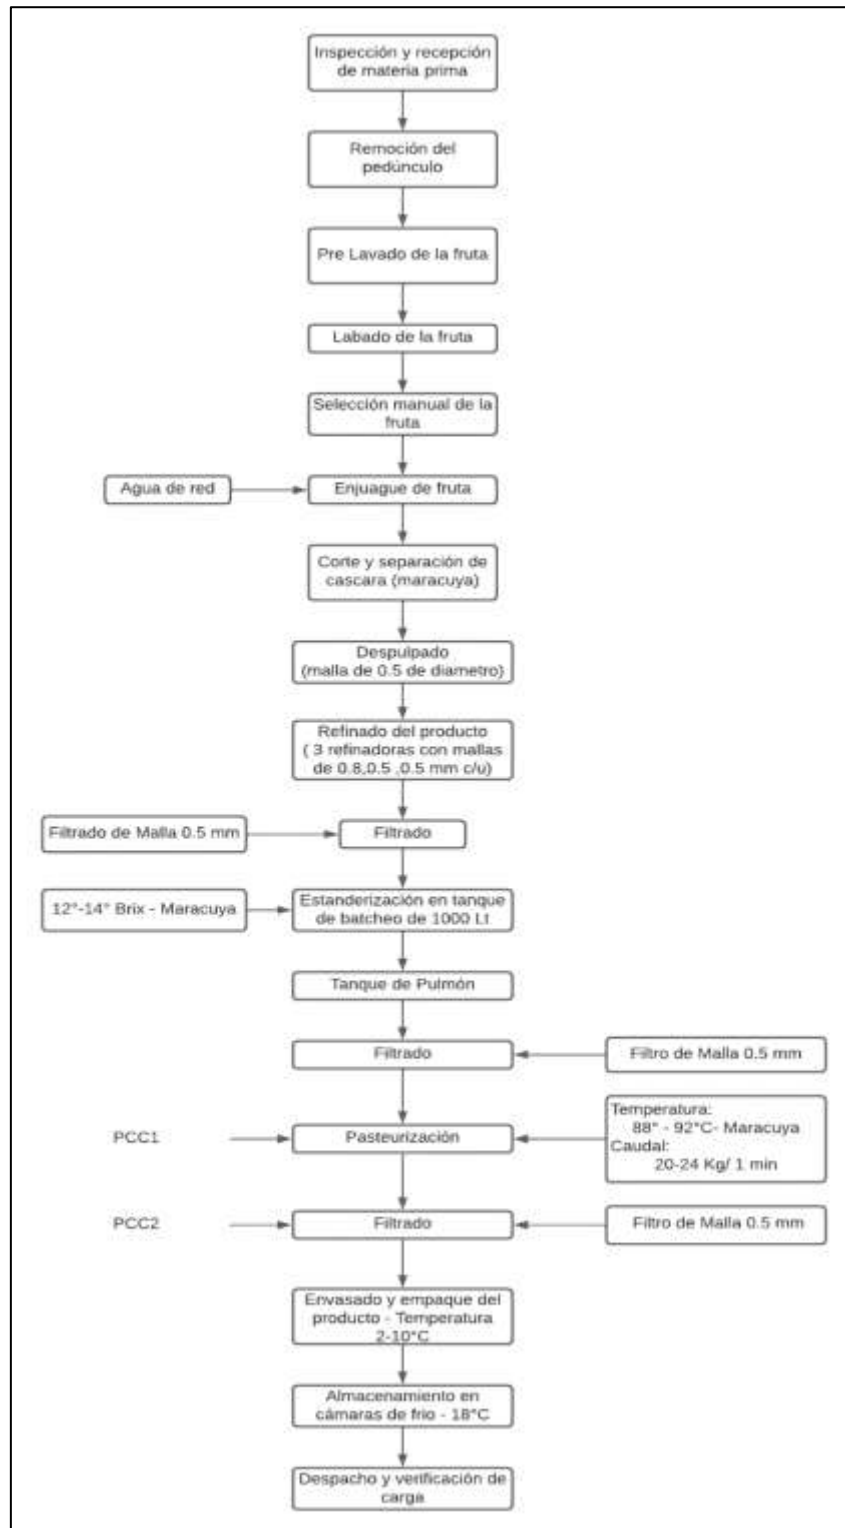 Inspección y recepción
de materia prima
Remoción del
pedúnculo
Pre Lavado de la fruta
Labado de la fruta
Selección manual de la
fruta
Agua de red
Enjuague de fruta
Corte y separación de
cascara (maracuya)
Despulpado
(malla de 0.5 de diametro)
Refinado del producto
( 3 refinadoras con mallas
de 0.8,0.5 ,0.5 mm c/u)
Filtrado de Malla 0.5 mm
Filtrado
12°-14° Brix - Maracuya
Estanderización en tanque
de batcheo de 1000 Lt
Tanque de Pulmón
Filtrado
Filtro de Malla 0.5 mm
PCC1
Pasteurización
Temperatura:
88° - 92°C- Maracuya
Caudal:
20-24 Kg/ 1 min
PCC2
Filtrado
Filtro de Malla 0.5 mm
Envasado y empaque del
producto - Temperatura
2-10°C
Almacenamiento en
cámaras de frio - 18°C
Despacho y verificación de
carga